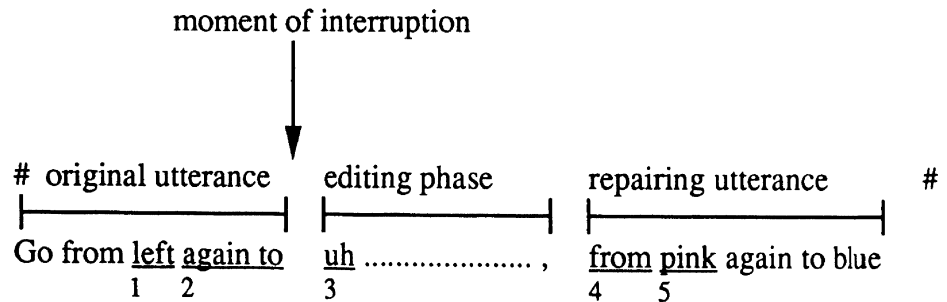 moment of interruption
# original utterance editing phase repairing utterance #
Go from left again to uh ...................... , from pink again to blue
1 2 3 4 5